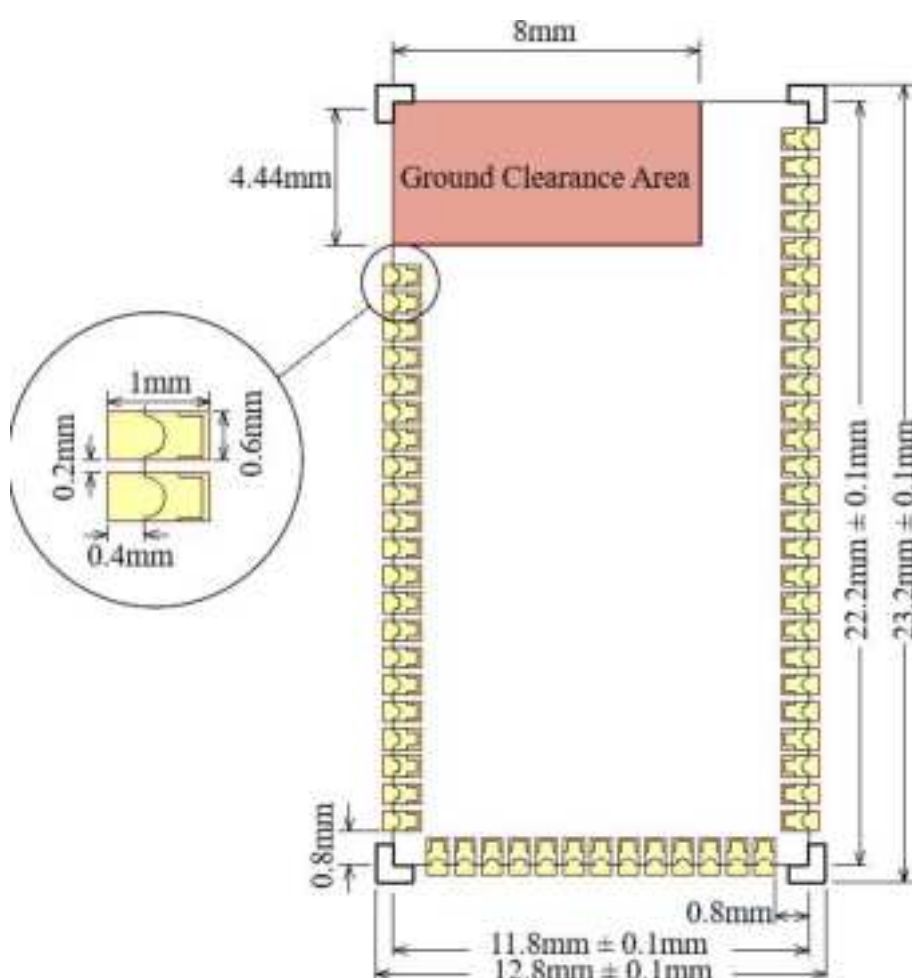 8mm
4.44mm
Ground Clearance Area
1mm
0.2mm
0.6mm
0.4mm
22.2mm ± 0.1mm
23.2mm ± 0.1mm
0.8mm
0.8mm
11.8mm ± 0.1mm
12.8mm ± 0.1mm